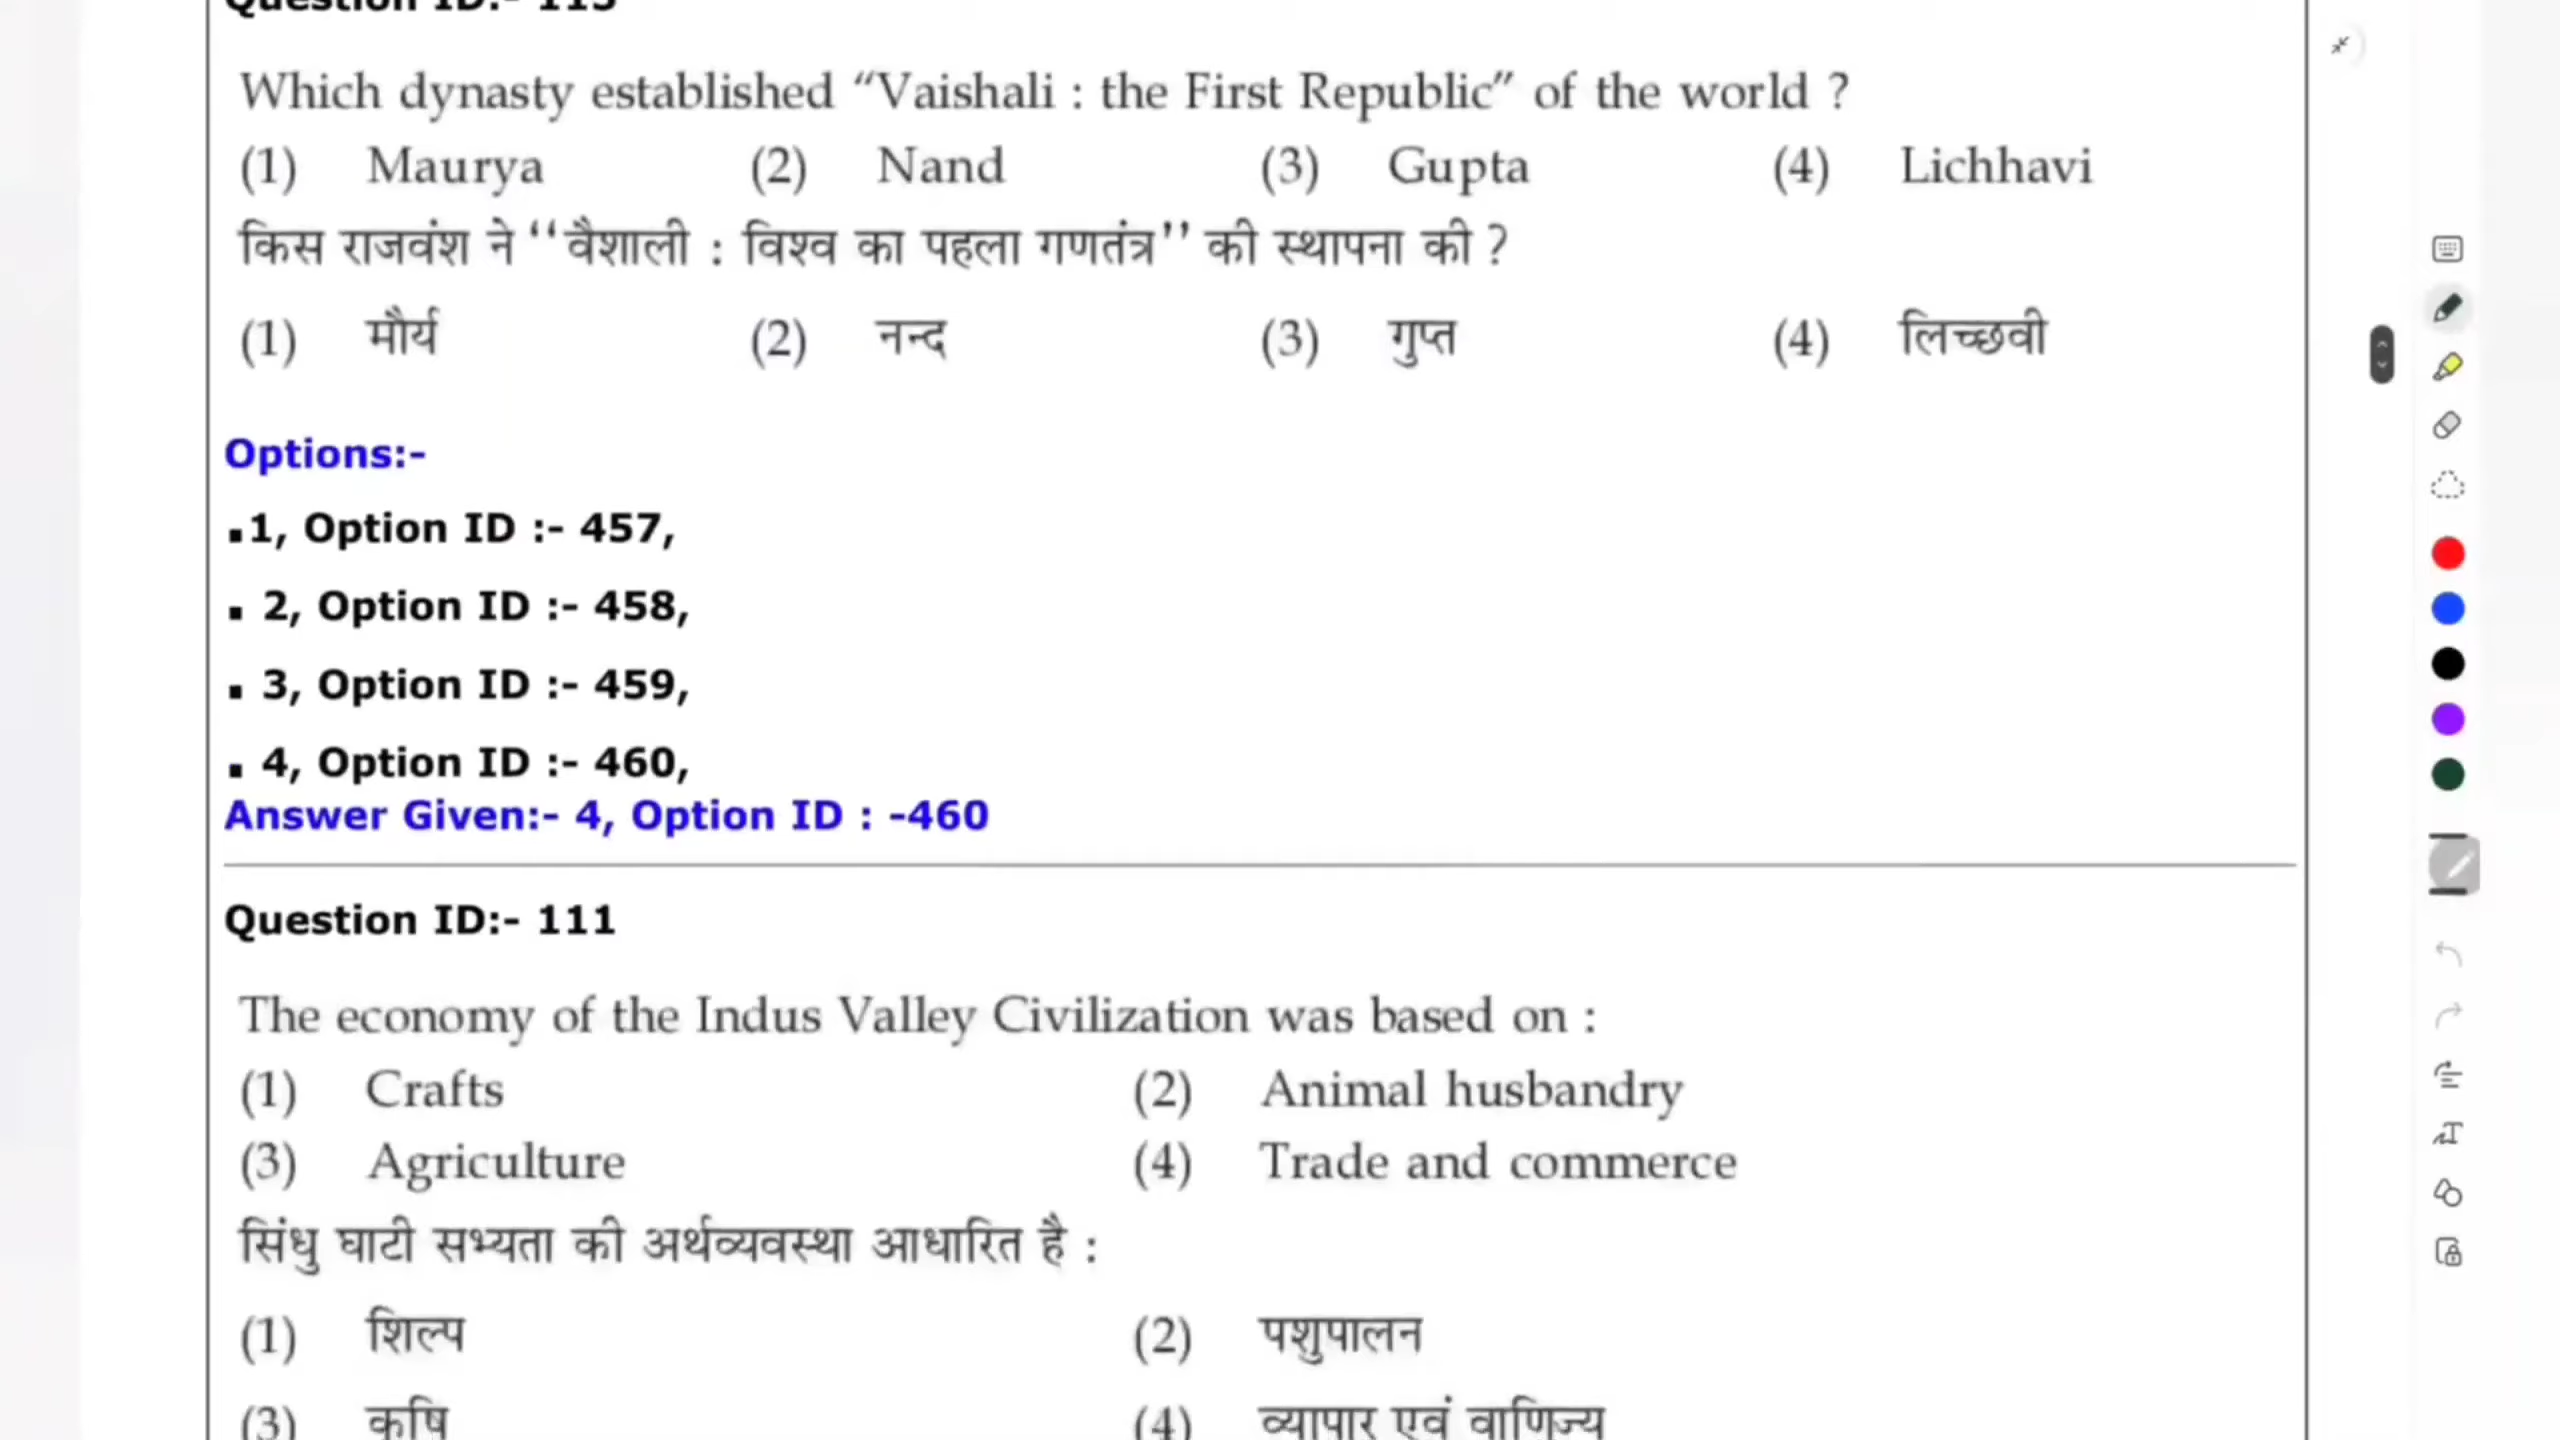 Question ID:- 115
Which dynasty established “Vaishali : the First Republic” of the world ?
(1) Maurya (2) Nand (3) Gupta (4) Lichhavi
किस राजवंश ने ‘‘वैशाली : विश्व का पहला गणतंत्र’’ की स्थापना की ?
(1) मौर्य (2) नन्द (3) गुप्त (4) लिच्छवी
Options:-
1, Option ID :- 457,
2, Option ID :- 458,
3, Option ID :- 459,
4, Option ID :- 460,
Answer Given:- 4, Option ID : -460
Question ID:- 111
The economy of the Indus Valley Civilization was based on :
(1) Crafts (2) Animal husbandry
(3) Agriculture (4) Trade and commerce
सिंधु घाटी सभ्यता की अर्थव्यवस्था आधारित है :
(1) शिल्प (2) पशुपालन
(3) कृषि (4) व्यापार एवं वाणिज्य